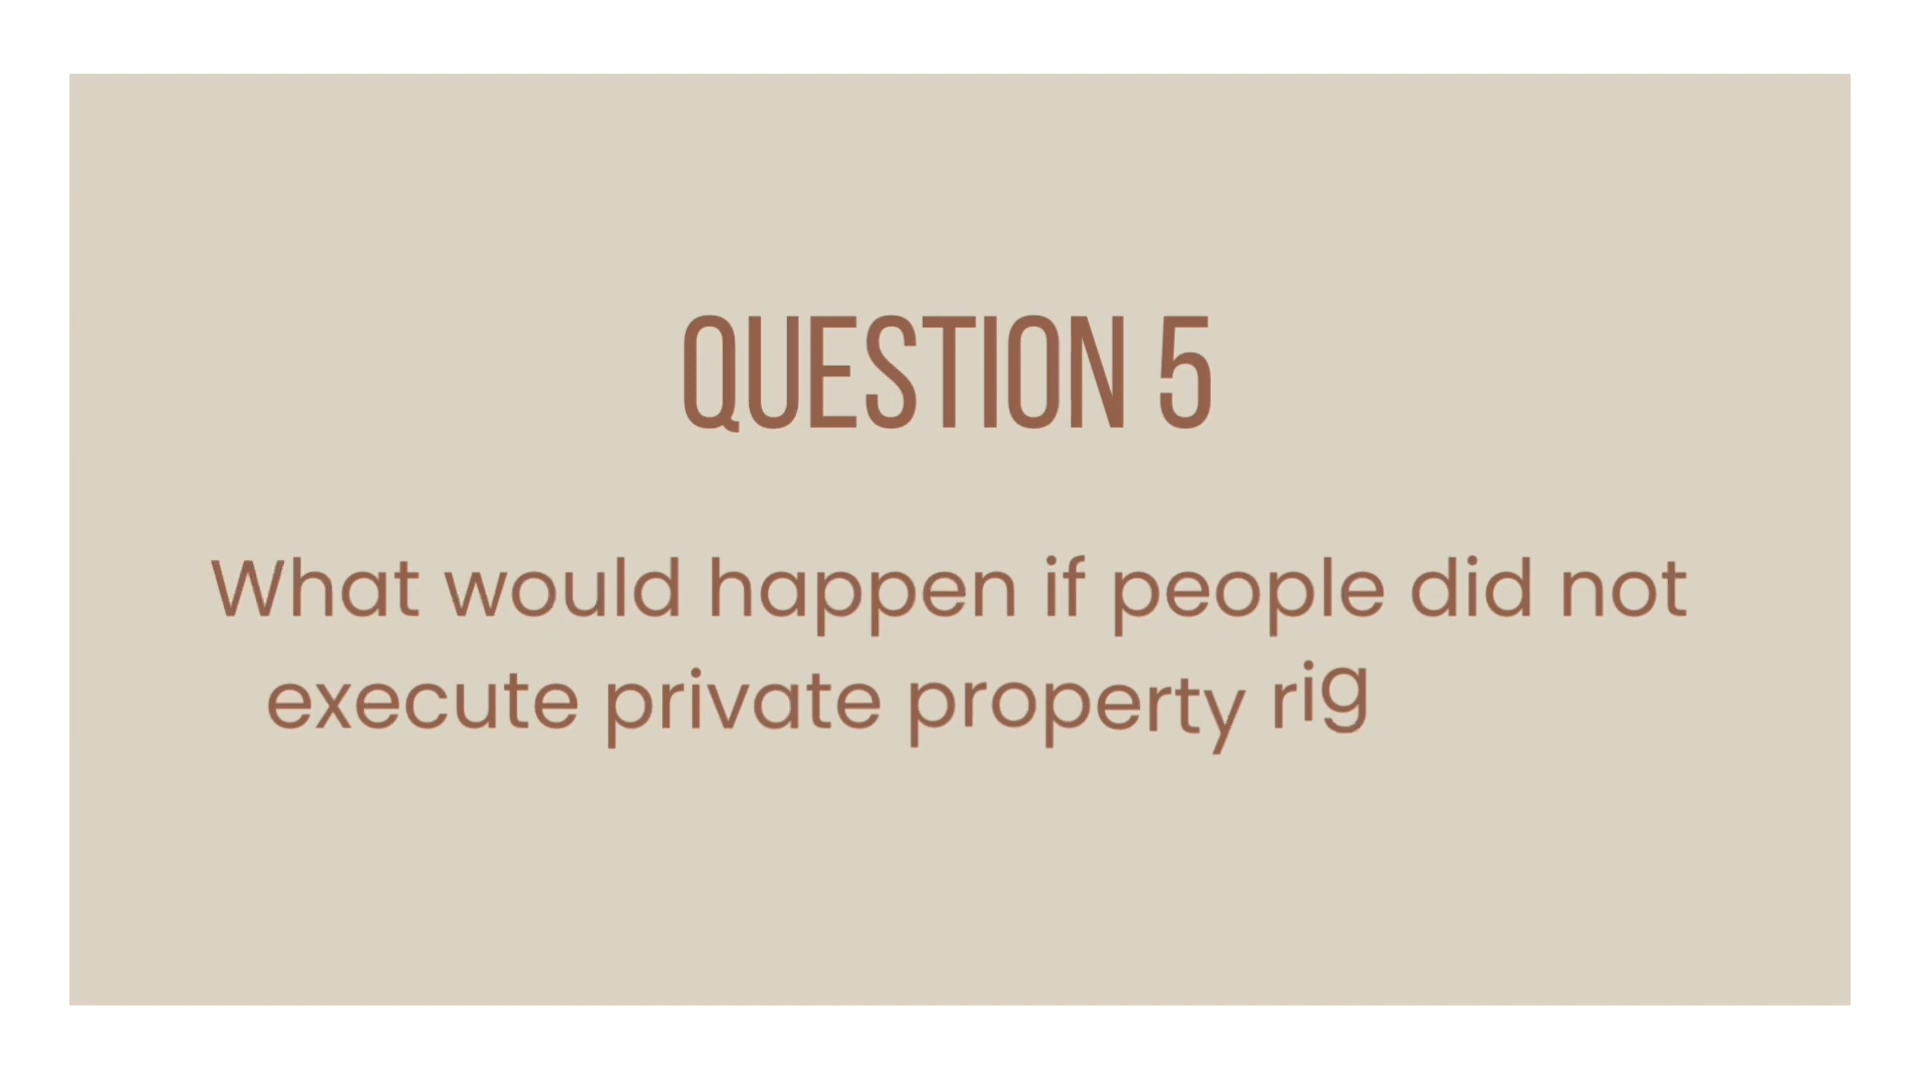 QUESTION 5
What would happen if people did not
execute private property rig